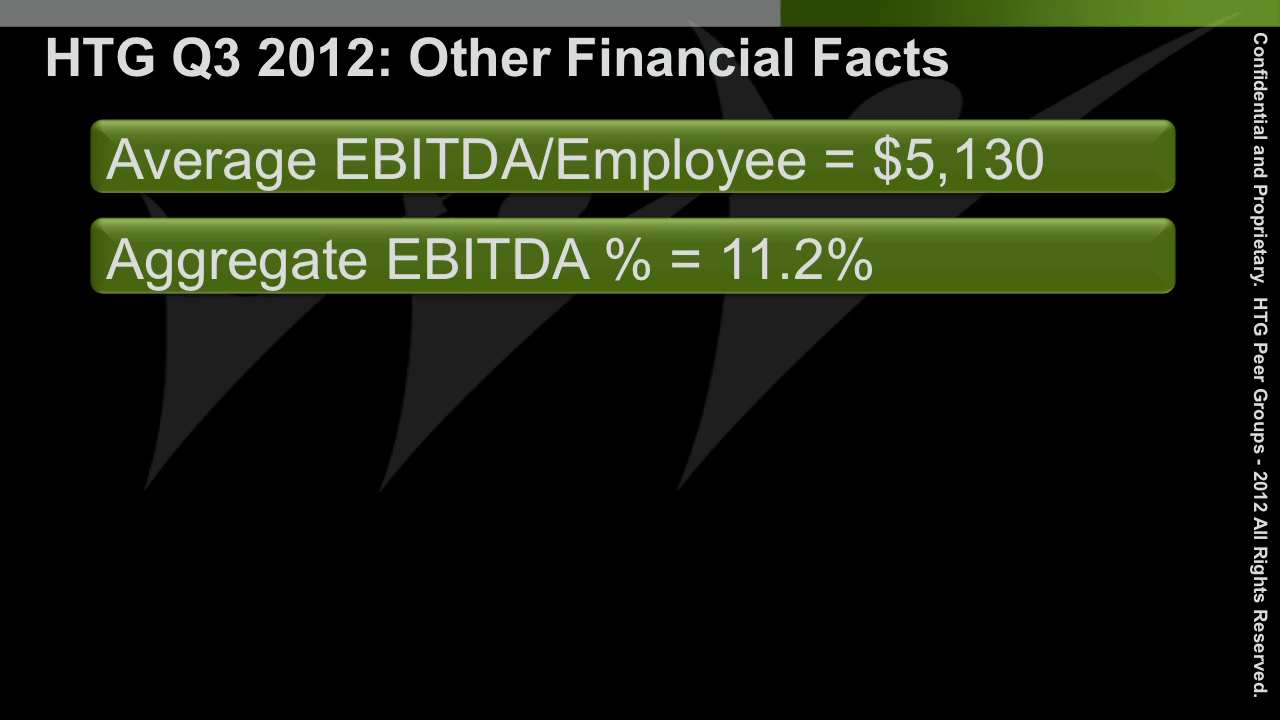 HTG Q3 2012: Other Financial Facts
Average EBITDA/Employee = $5,130
Aggregate EBITDA % = 11.2%
Confidential and Proprietary. HTG Peer Groups - 2012 All Rights Reserved.